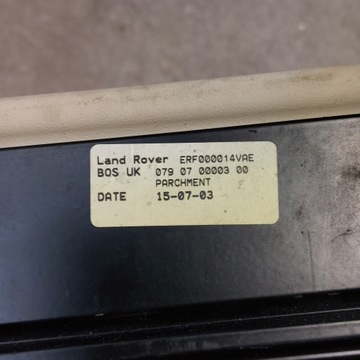 Land Rover ERF000014VAE
BOS UK 079 07 00003 00
PARCHMENT
DATE 15-07-03